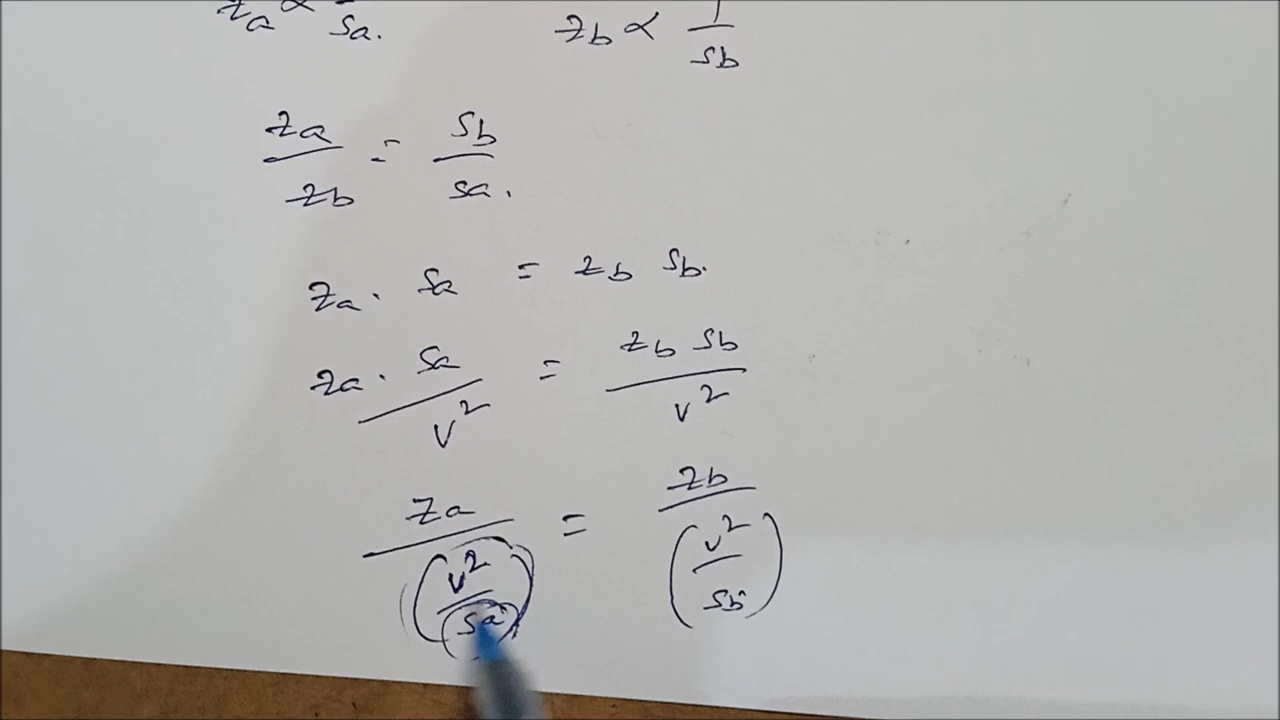 za ∝ / sa. zb ∝ 1/sb
za/zb = sb/sa.
za . sa = zb sb.
za . sa/v² = zb sb/v²
za/(v²/sa) = zb/(v²/sb)